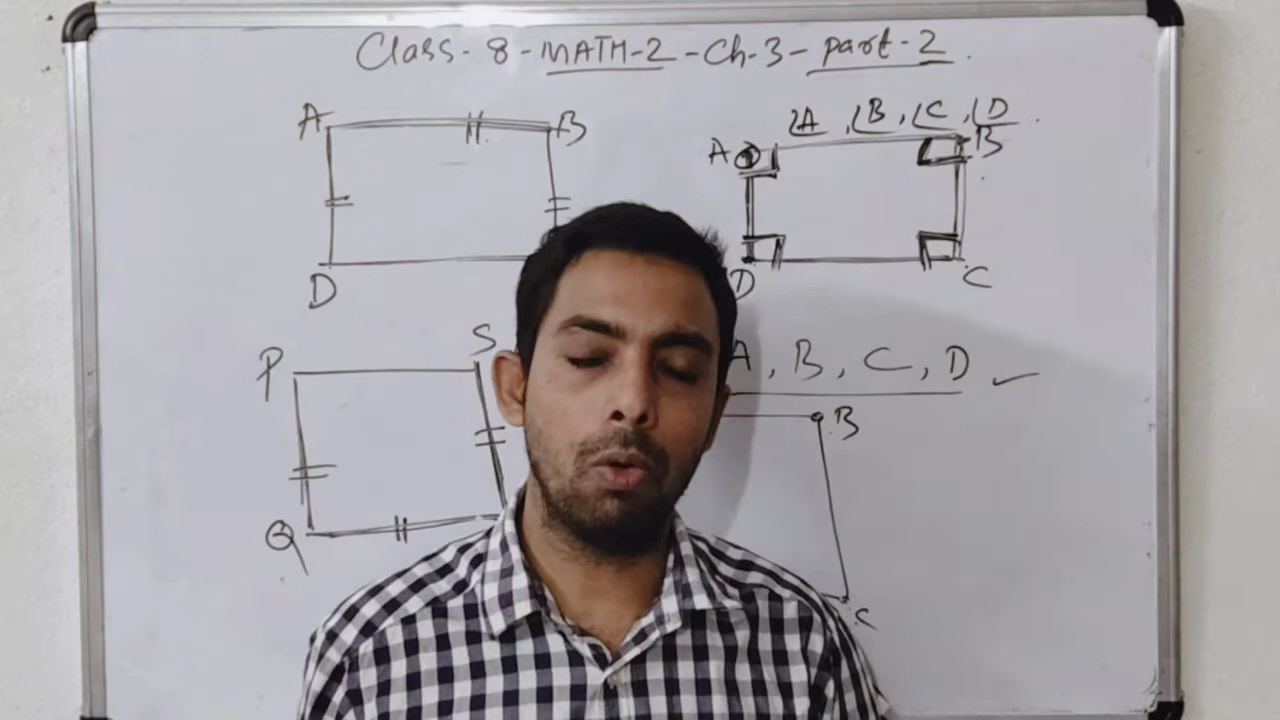 Class - 8 - MATH-2 - Ch-3 - part-2.
A B
D
∠A, ∠B, ∠C, ∠D.
A B
D C
P S
Q
A, B, C, D ✓
B
C